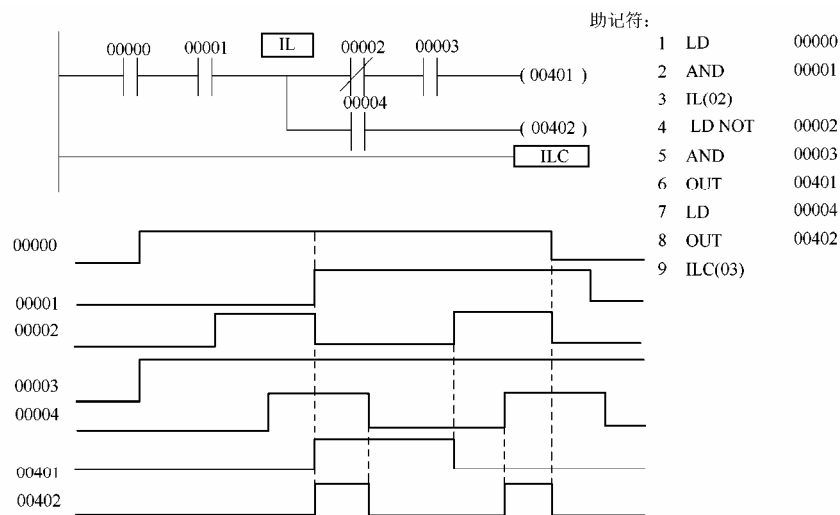 助记符:
00000 00001 IL 00002 00003
( 00401 )
00004
( 00402 )
ILC
1 LD 00000
2 AND 00001
3 IL(02)
4 LD NOT 00002
5 AND 00003
6 OUT 00401
7 LD 00004
8 OUT 00402
9 ILC(03)
00000
00001
00002
00003
00004
00401
00402